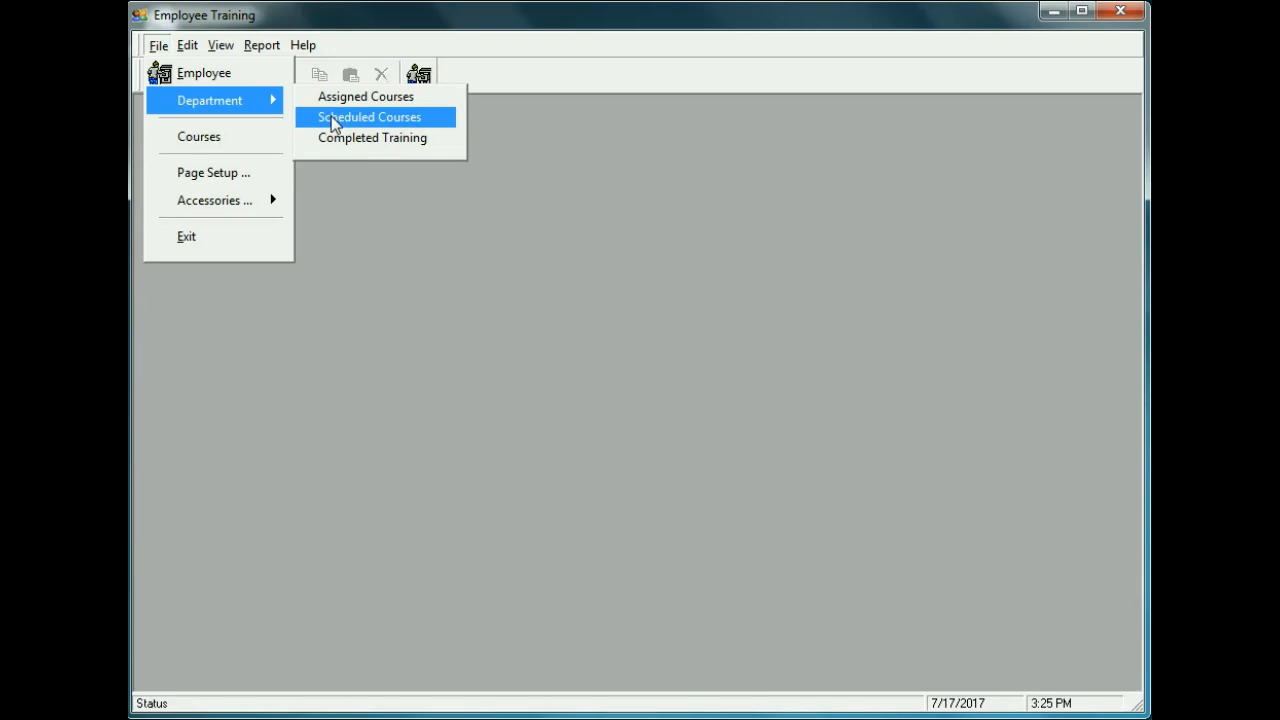 Employee Training
File Edit View Report Help
Employee
Department
Courses
Page Setup ...
Accessories ...
Exit
Assigned Courses
Scheduled Courses
Completed Training
Status 7/17/2017 3:25 PM